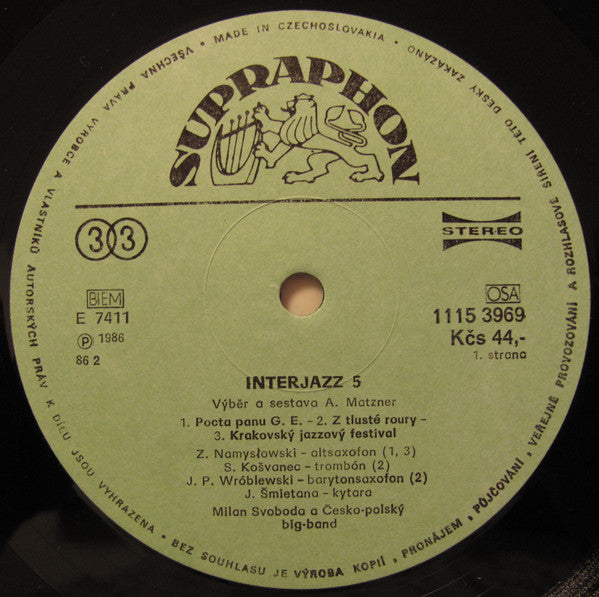 MADE IN CZECHOSLOVAKIA • VŠECHNA PRÁVA VÝROBCE A VLASTNÍKŮ AUTORSKÝCH PRÁV K DÍLU JSOU VYHRAZENA • BEZ SOUHLASU JE VÝROBA KOPIÍ, PRONÁJEM, PŮJČOVÁNÍ, VEŘEJNÉ PROVOZOVÁNÍ A ROZHLASOVÉ ŠÍŘENÍ TÉTO DESKY ZAKÁZÁNO •
SUPRAPHON
33
STEREO
BIEM
OSA
E 7411
1115 3969
Ⓟ 1986
Kčs 44,-
86 2
1. strana
INTERJAZZ 5
Výběr a sestava A. Matzner
1. Pocta panu G. E. – 2. Z tlusté roury –
3. Krakovský jazzový festival
Z. Namysłowski – altsaxofon (1, 3)
S. Košvanec – trombón (2)
J. P. Wróblewski – barytonsaxofon (2)
J. Śmietana – kytara
Milan Svoboda a Česko-polský
big-band